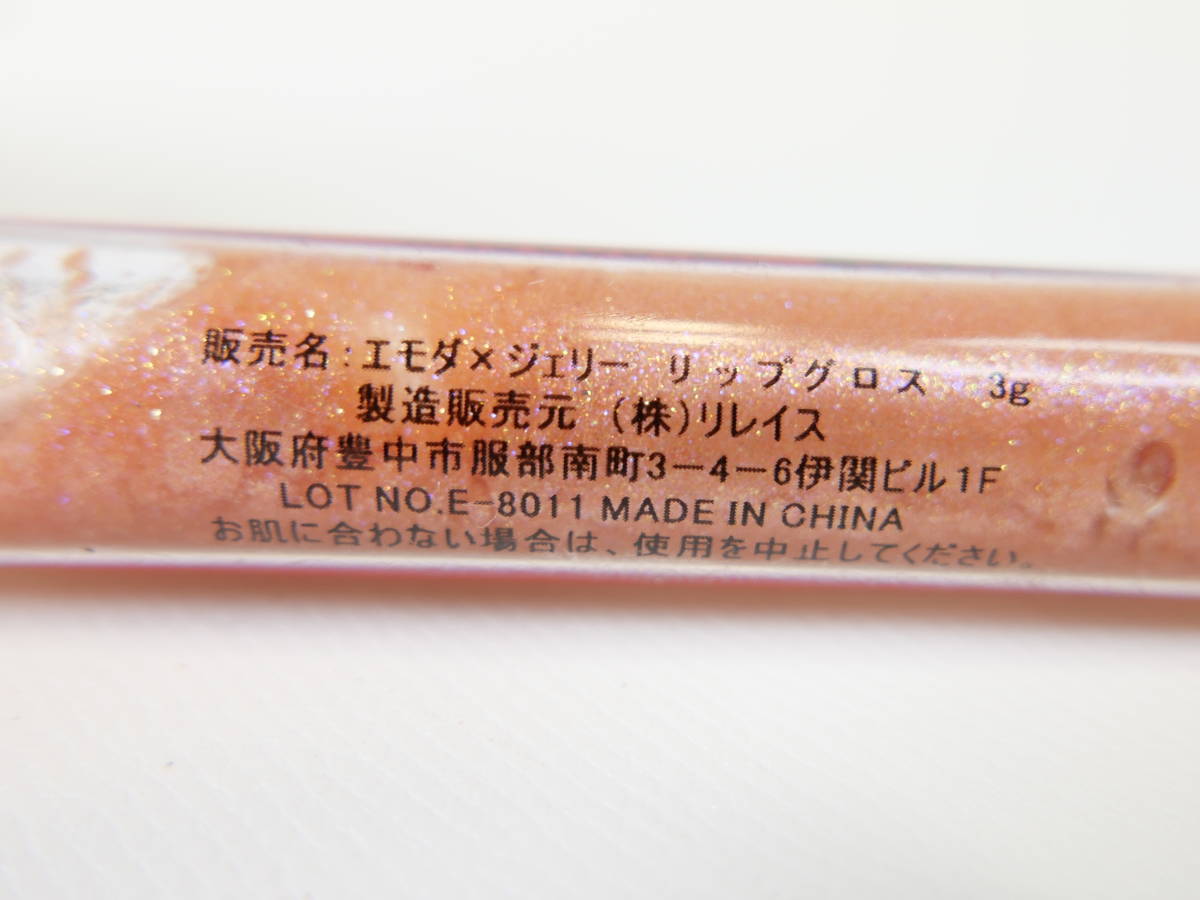 販売名：エモダ×ジェリー リップグロス 3g
製造販売元（株）リレイス
大阪府豊中市服部南町3-4-6伊関ビル1F
LOT NO.E-8011 MADE IN CHINA
お肌に合わない場合は、使用を中止してください。